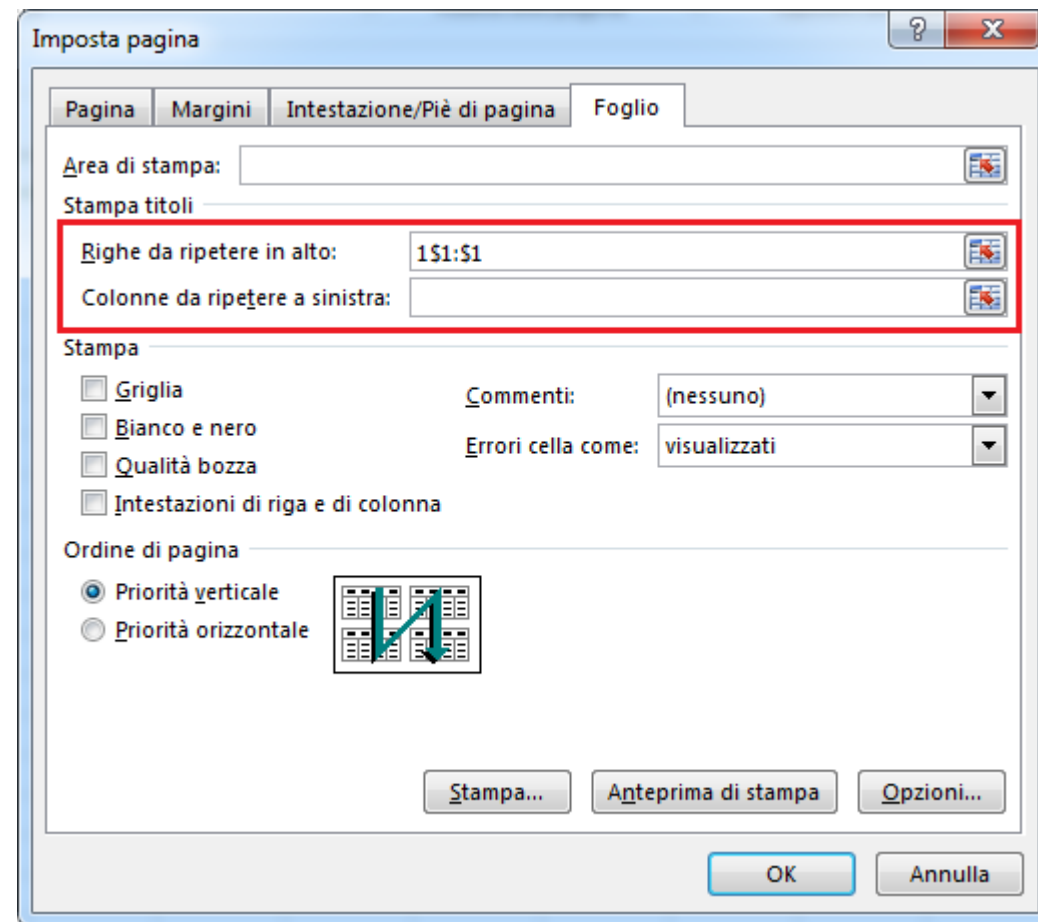 Imposta pagina
Pagina Margini Intestazione/Piè di pagina Foglio
Area di stampa:
Stampa titoli
Righe da ripetere in alto: 1$1:$1
Colonne da ripetere a sinistra:
Stampa
Griglia Commenti: (nessuno)
Bianco e nero
Errori cella come: visualizzati
Qualità bozza
Intestazioni di riga e di colonna
Ordine di pagina
Priorità verticale
Priorità orizzontale
Stampa... Anteprima di stampa Opzioni...
OK Annulla